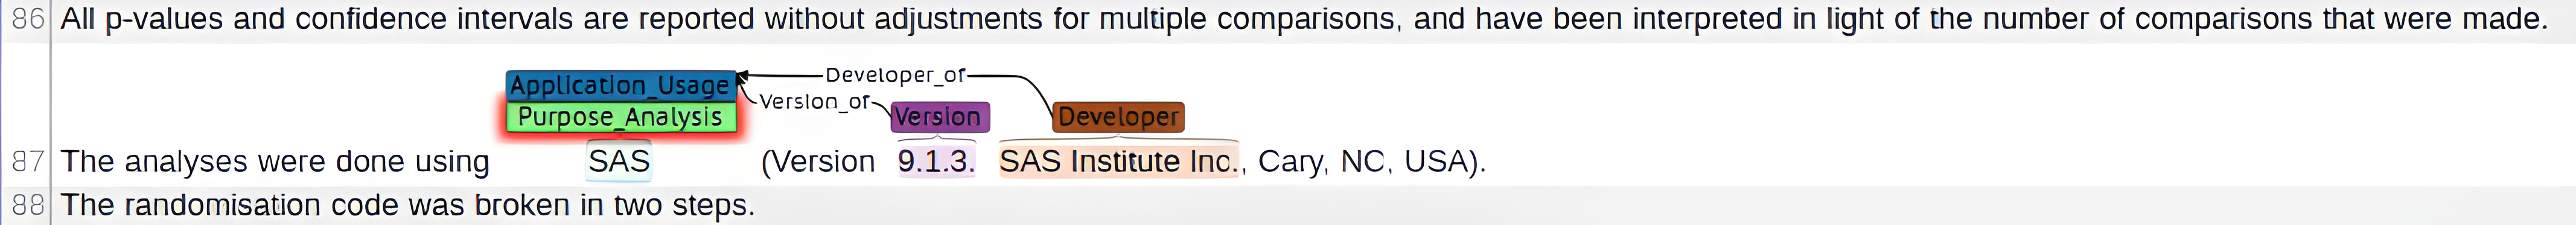 86 All p-values and confidence intervals are reported without adjustments for multiple comparisons, and have been interpreted in light of the number of comparisons that were made.
Application_Usage Developer_of
Purpose_Analysis Version_of Version Developer
87 The analyses were done using SAS (Version 9.1.3. SAS Institute Inc., Cary, NC, USA).
88 The randomisation code was broken in two steps.